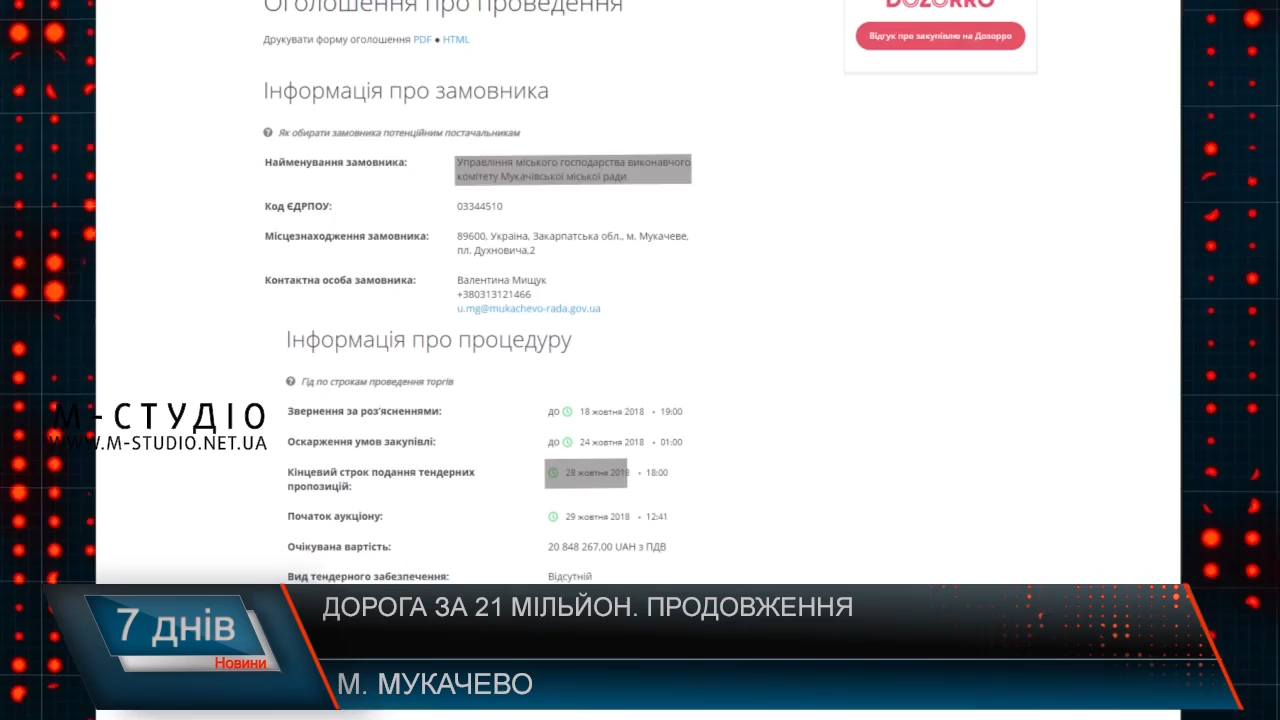 Оголошення про проведення
DOZORRO
Друкувати форму оголошення PDF ● HTML
Відгук про закупівлю на Дозорро
Інформація про замовника
Як обирати замовника потенційним постачальникам
Найменування замовника: Управління міського господарства виконавчого
комітету Мукачівської міської ради
Код ЄДРПОУ: 03344510
Місцезнаходження замовника: 89600, Україна, Закарпатська обл., м. Мукачеве,
пл. Духновича,2
Контактна особа замовника: Валентина Мищук
+380313121466
u.mg@mukachevo-rada.gov.ua
Інформація про процедуру
Гід по строкам проведення торгів
Звернення за роз’ясненнями: до 18 жовтня 2018 • 19:00
Оскарження умов закупівлі: до 24 жовтня 2018 • 01:00
Кінцевий строк подання тендерних 28 жовтня 2018 • 18:00
пропозицій:
Початок аукціону: 29 жовтня 2018 • 12:41
Очікувана вартість: 20 848 267,00 UAH з ПДВ
Вид тендерного забезпечення: Відсутній
М-СТУДІО
WWW.M-STUDIO.NET.UA
7 днів
Новини
ДОРОГА ЗА 21 МІЛЬЙОН. ПРОДОВЖЕННЯ
М. МУКАЧЕВО